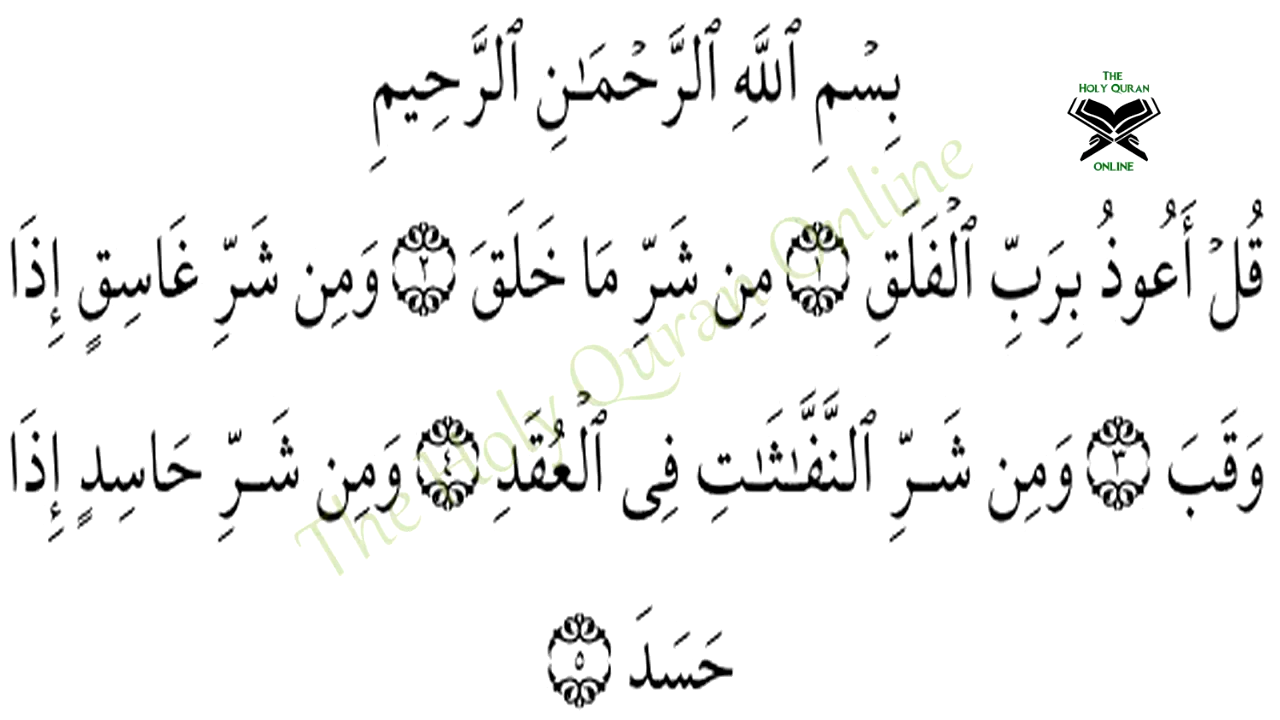 بِسْمِ ٱللَّهِ ٱلرَّحْمَـٰنِ ٱلرَّحِيمِ
THE
HOLY QURAN
ONLINE
قُلْ أَعُوذُ بِرَبِّ ٱلْفَلَقِ ١ مِن شَرِّ مَا خَلَقَ ٢ وَمِن شَرِّ غَاسِقٍ إِذَا
وَقَبَ ٣ وَمِن شَرِّ ٱلنَّفَّـٰثَـٰتِ فِى ٱلْعُقَدِ ٤ وَمِن شَرِّ حَاسِدٍ إِذَا
حَسَدَ ٥
The Holy Quran Online